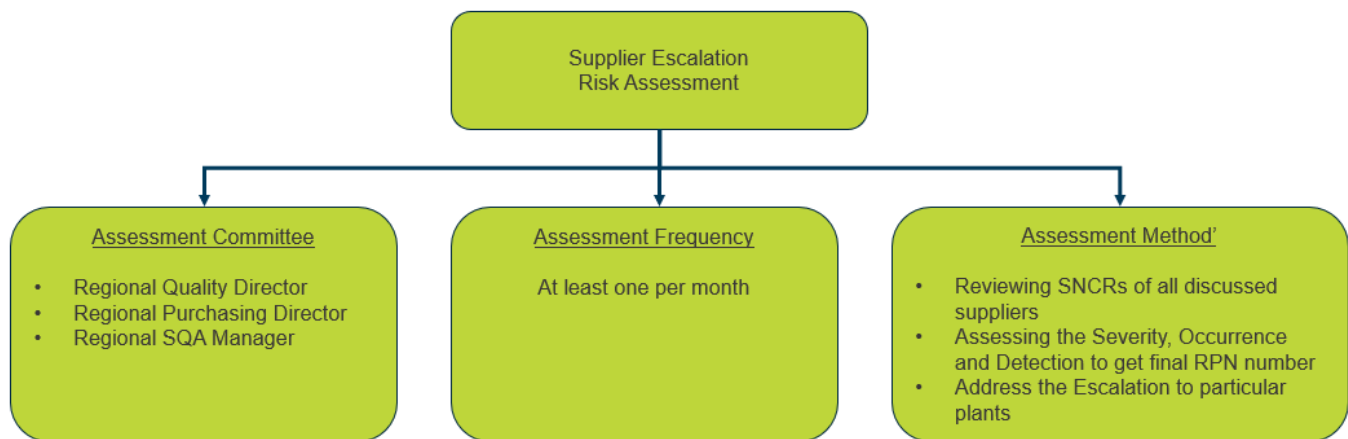 Supplier Escalation
Risk Assessment
Assessment Committee
• Regional Quality Director
• Regional Purchasing Director
• Regional SQA Manager
Assessment Frequency
At least one per month
Assessment Method'
• Reviewing SNCRs of all discussed
suppliers
• Assessing the Severity, Occurrence
and Detection to get final RPN number
• Address the Escalation to particular
plants